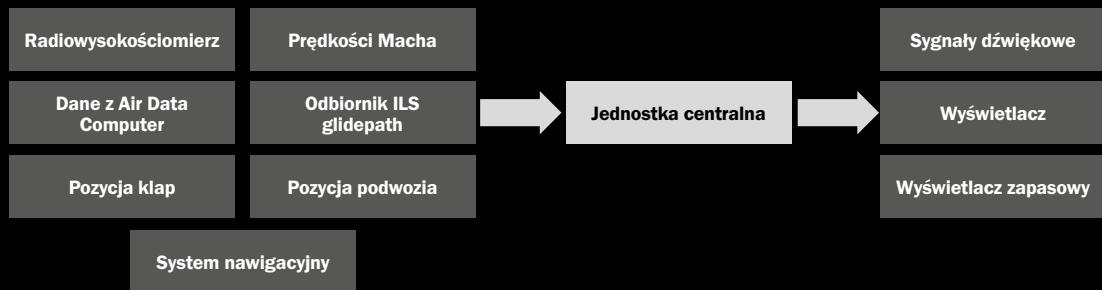 Radiowysokościomierz
Prędkości Macha
Dane z Air Data
Computer
Odbiornik ILS
glidepath
Pozycja klap
Pozycja podwozia
System nawigacyjny
Jednostka centralna
Sygnały dźwiękowe
Wyświetlacz
Wyświetlacz zapasowy